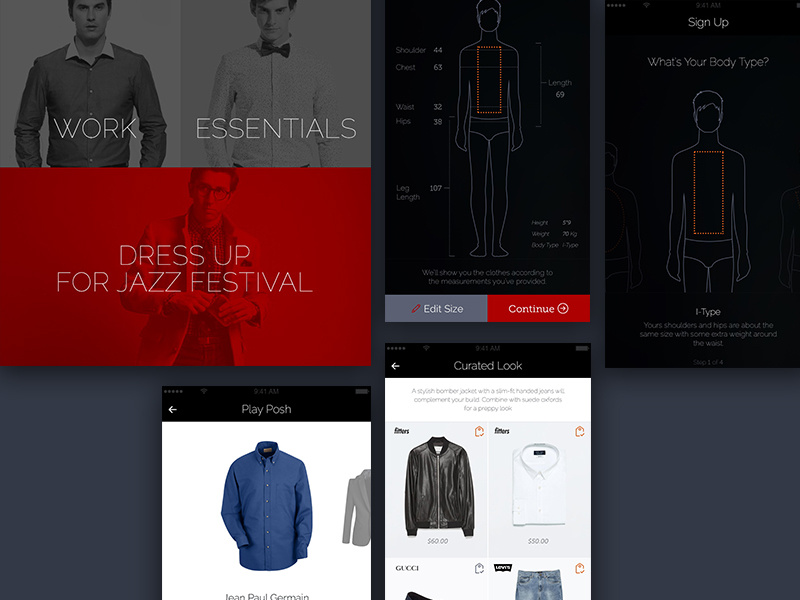 WORK
ESSENTIALS
DRESS UP
FOR JAZZ FESTIVAL
Shoulder 44
Chest 63
Waist 32
Hips 38
Length
69
Leg
Length
107
Height 5"9
Weight 70 Kg
Body Type I-Type
We'll show you the clothes according to
the measurements you've provided.
Edit Size
Continue
9:41 AM
Sign Up
What's Your Body Type?
I-Type
Yours shoulders and hips are about the
same size with some extra weight around
the waist
Step 1 of 4
9:41 AM
Play Posh
Jean Paul Germain
9:41 AM
Curated Look
A stylish bomber jacket with a slim-fit handed jeans will
complement your build. Combine with suede oxfords
for a preppy look
fitters
$60.00
fitters
$50.00
GUCCI
Levi's